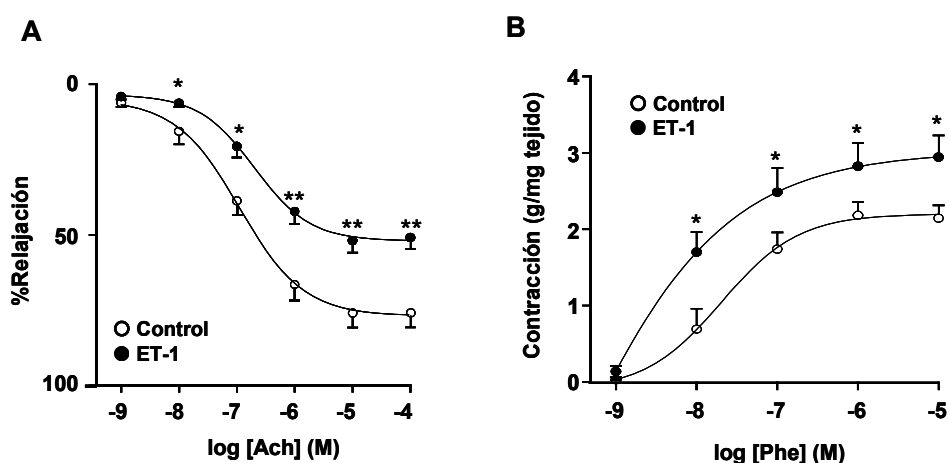 A
0
50
100
%Relajación
*
*
**
**
**
Control
ET-1
-9 -8 -7 -6 -5 -4
log [Ach] (M)
B
4
3
2
1
0
Contracción (g/mg tejido)
Control
ET-1
*
*
*
*
-9 -8 -7 -6 -5
log [Phe] (M)